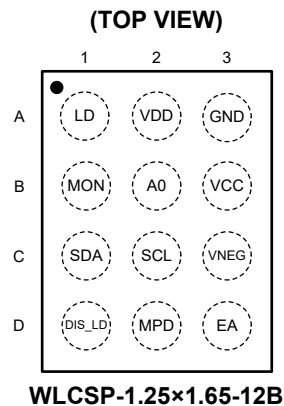 (TOP VIEW)
1 2 3
A LD VDD GND
B MON A0 VCC
C SDA SCL VNEG
D DIS_LD MPD EA
WLCSP-1.25×1.65-12B